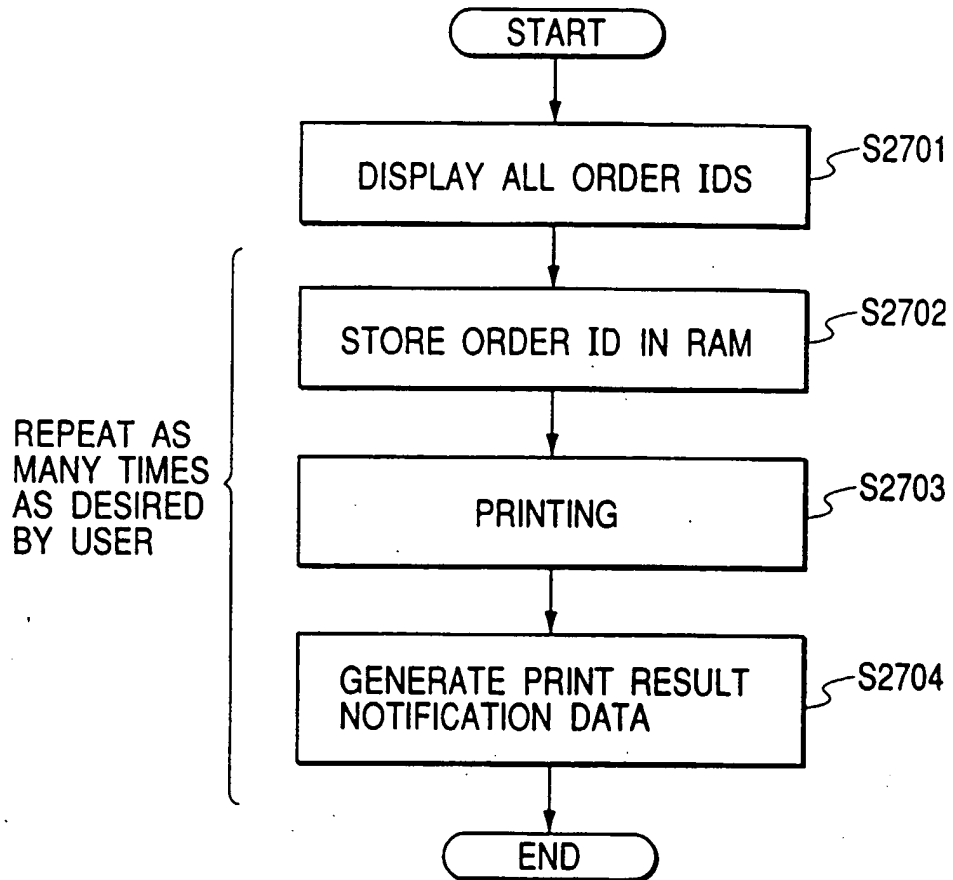 START
DISPLAY ALL ORDER IDS
S2701
STORE ORDER ID IN RAM
S2702
REPEAT AS
MANY TIMES
AS DESIRED
BY USER
PRINTING
S2703
GENERATE PRINT RESULT
NOTIFICATION DATA
S2704
END